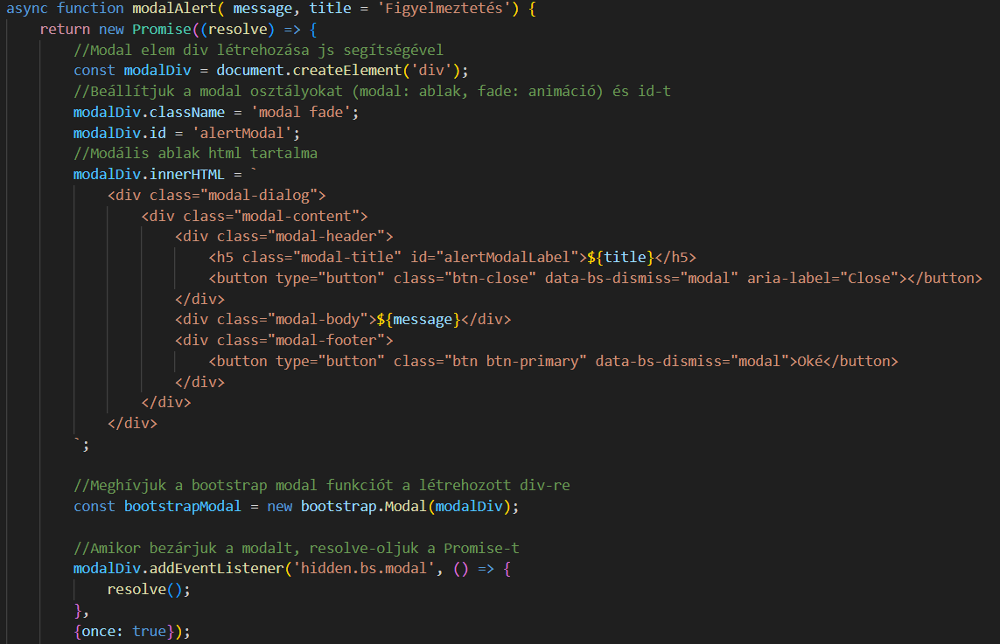 async function modalAlert( message, title = 'Figyelmeztetés') {
    return new Promise((resolve) => {
        //Modal elem div létrehozása js segítségével
        const modalDiv = document.createElement('div');
        //Beállítjuk a modal osztályokat (modal: ablak, fade: animáció) és id-t
        modalDiv.className = 'modal fade';
        modalDiv.id = 'alertModal';
        //Modális ablak html tartalma
        modalDiv.innerHTML = `
            <div class="modal-dialog">
                <div class="modal-content">
                    <div class="modal-header">
                        <h5 class="modal-title" id="alertModalLabel">${title}</h5>
                        <button type="button" class="btn-close" data-bs-dismiss="modal" aria-label="Close"></button>
                    </div>
                    <div class="modal-body">${message}</div>
                    <div class="modal-footer">
                        <button type="button" class="btn btn-primary" data-bs-dismiss="modal">Oké</button>
                    </div>
                </div>
            </div>
        `;

        //Meghívjuk a bootstrap modal funkciót a létrehozott div-re
        const bootstrapModal = new bootstrap.Modal(modalDiv);

        //Amikor bezárjuk a modalt, resolve-oljuk a Promise-t
        modalDiv.addEventListener('hidden.bs.modal', () => {
            resolve();
        },
        {once: true});